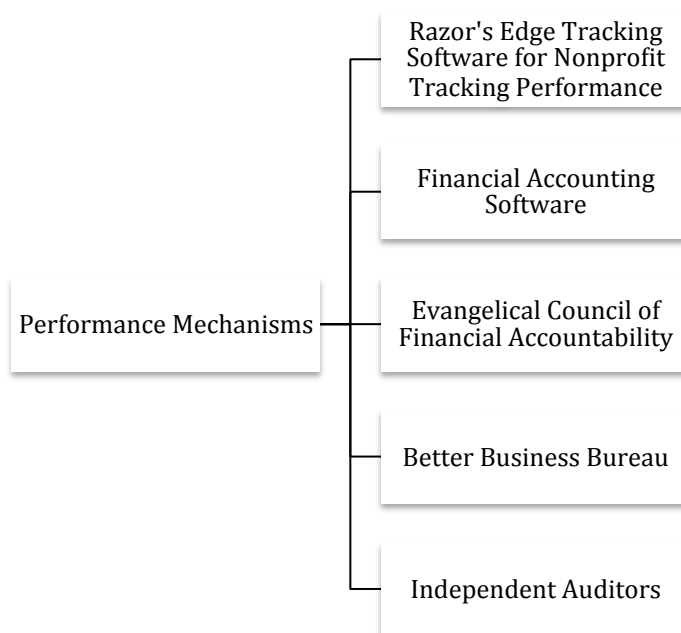 Razor's Edge Tracking
Software for Nonprofit
Tracking Performance
Financial Accounting
Software
Performance Mechanisms
Evangelical Council of
Financial Accountability
Better Business Bureau
Independent Auditors